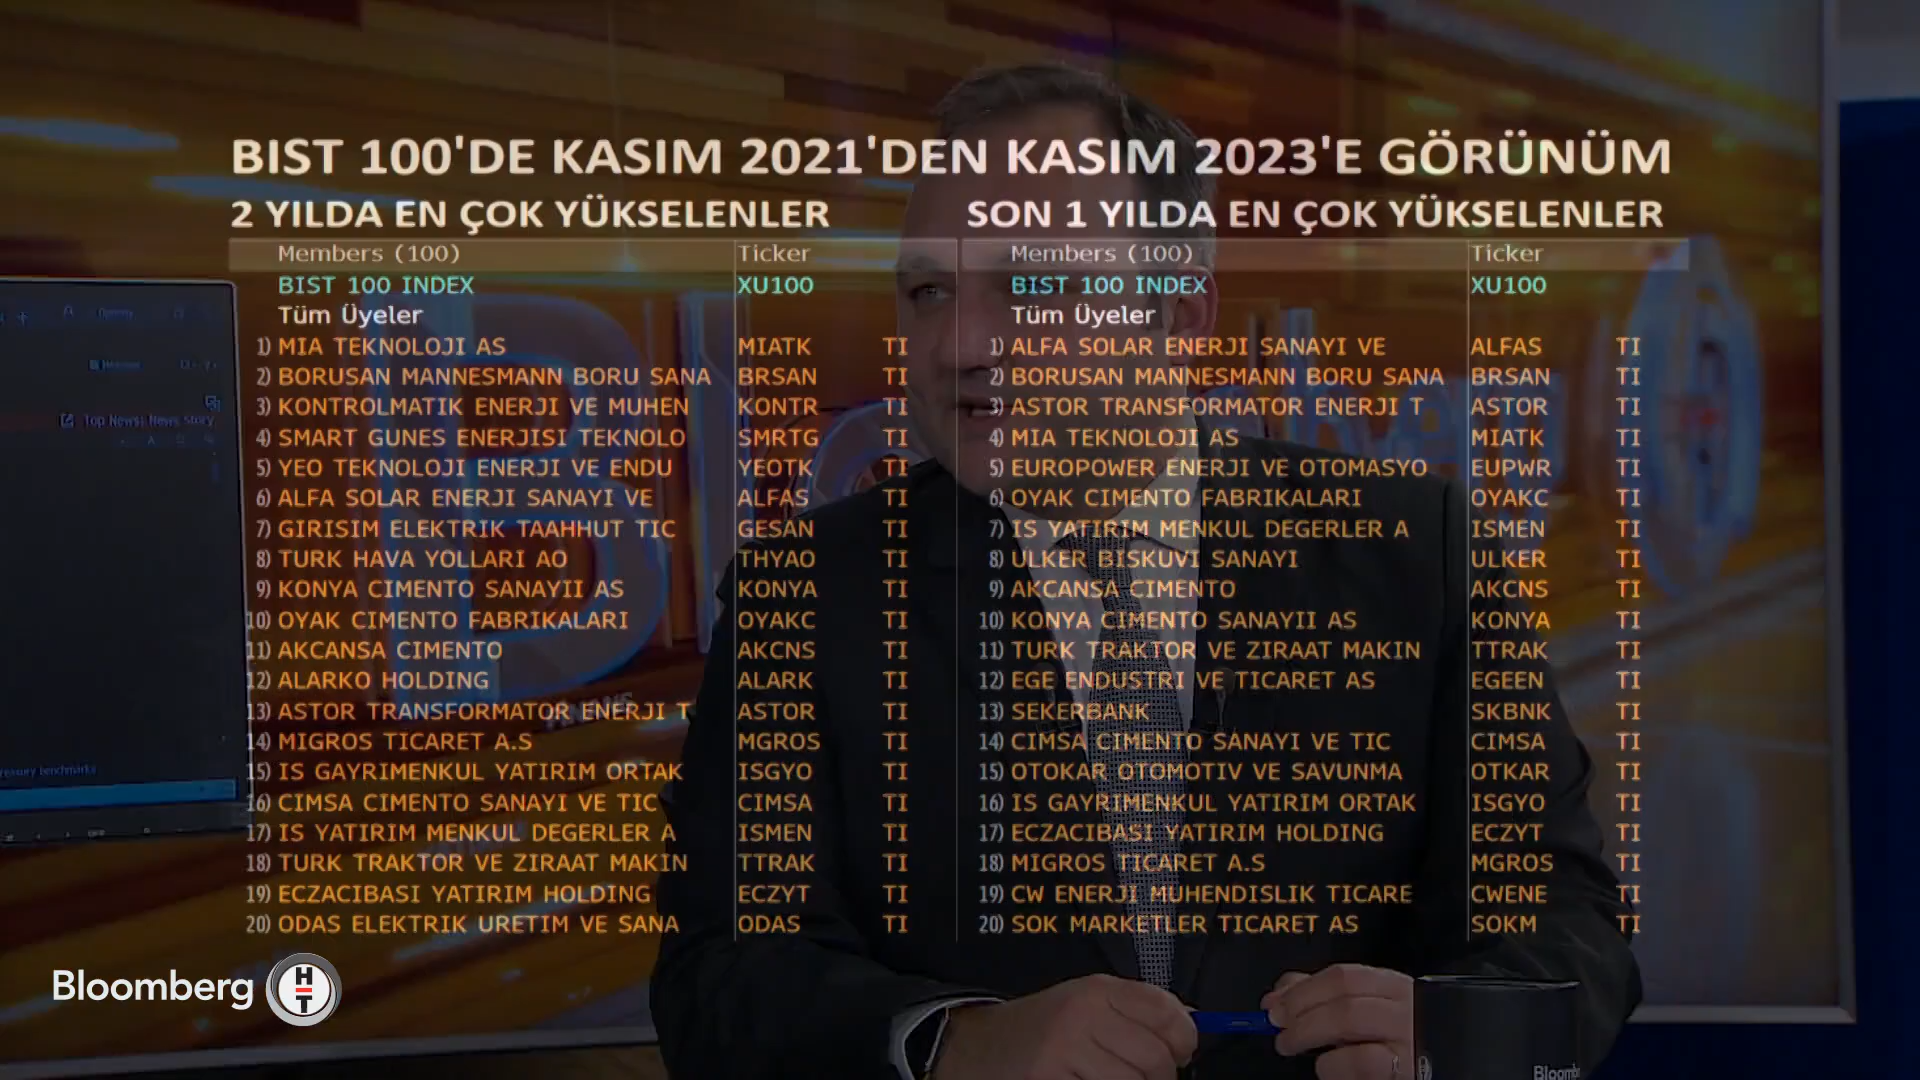 BIST 100'DE KASIM 2021'DEN KASIM 2023'E GÖRÜNÜM
2 YILDA EN ÇOK YÜKSELENLER
Members (100) Ticker
BIST 100 INDEX XU100
Tüm Üyeler
1) MIA TEKNOLOJI AS MIATK TI
2) BORUSAN MANNESMANN BORU SANA BRSAN TI
3) KONTROLMATIK ENERJI VE MUHEN KONTR TI
4) SMART GUNES ENERJISI TEKNOLO SMRTG TI
5) YEO TEKNOLOJI ENERJI VE ENDU YEOTK TI
6) ALFA SOLAR ENERJI SANAYI VE ALFAS TI
7) GIRISIM ELEKTRIK TAAHHUT TIC GESAN TI
8) TURK HAVA YOLLARI AO THYAO TI
9) KONYA CIMENTO SANAYII AS KONYA TI
10) OYAK CIMENTO FABRIKALARI OYAKC TI
11) AKCANSA CIMENTO AKCNS TI
12) ALARKO HOLDING ALARK TI
13) ASTOR TRANSFORMATOR ENERJI T ASTOR TI
14) MIGROS TICARET A.S MGROS TI
15) IS GAYRIMENKUL YATIRIM ORTAK ISGYO TI
16) CIMSA CIMENTO SANAYI VE TIC CIMSA TI
17) IS YATIRIM MENKUL DEGERLER A ISMEN TI
18) TURK TRAKTOR VE ZIRAAT MAKIN TTRAK TI
19) ECZACIBASI YATIRIM HOLDING ECZYT TI
20) ODAS ELEKTRIK URETIM VE SANA ODAS TI
SON 1 YILDA EN ÇOK YÜKSELENLER
Members (100) Ticker
BIST 100 INDEX XU100
Tüm Üyeler
1) ALFA SOLAR ENERJI SANAYI VE ALFAS TI
2) BORUSAN MANNESMANN BORU SANA BRSAN TI
3) ASTOR TRANSFORMATOR ENERJI T ASTOR TI
4) MIA TEKNOLOJI AS MIATK TI
5) EUROPOWER ENERJI VE OTOMASYO EUPWR TI
6) OYAK CIMENTO FABRIKALARI OYAKC TI
7) IS YATIRIM MENKUL DEGERLER A ISMEN TI
8) ULKER BISKUVI SANAYI ULKER TI
9) AKCANSA CIMENTO AKCNS TI
10) KONYA CIMENTO SANAYII AS KONYA TI
11) TURK TRAKTOR VE ZIRAAT MAKIN TTRAK TI
12) EGE ENDUSTRI VE TICARET AS EGEEN TI
13) SEKERBANK SKBNK TI
14) CIMSA CIMENTO SANAYI VE TIC CIMSA TI
15) OTOKAR OTOMOTIV VE SAVUNMA OTKAR TI
16) IS GAYRIMENKUL YATIRIM ORTAK ISGYO TI
17) ECZACIBASI YATIRIM HOLDING ECZYT TI
18) MIGROS TICARET A.S MGROS TI
19) CW ENERJI MUHENDISLIK TICARE CWENE TI
20) SOK MARKETLER TICARET AS SOKM TI
Top News: News Story
Bloomberg HT